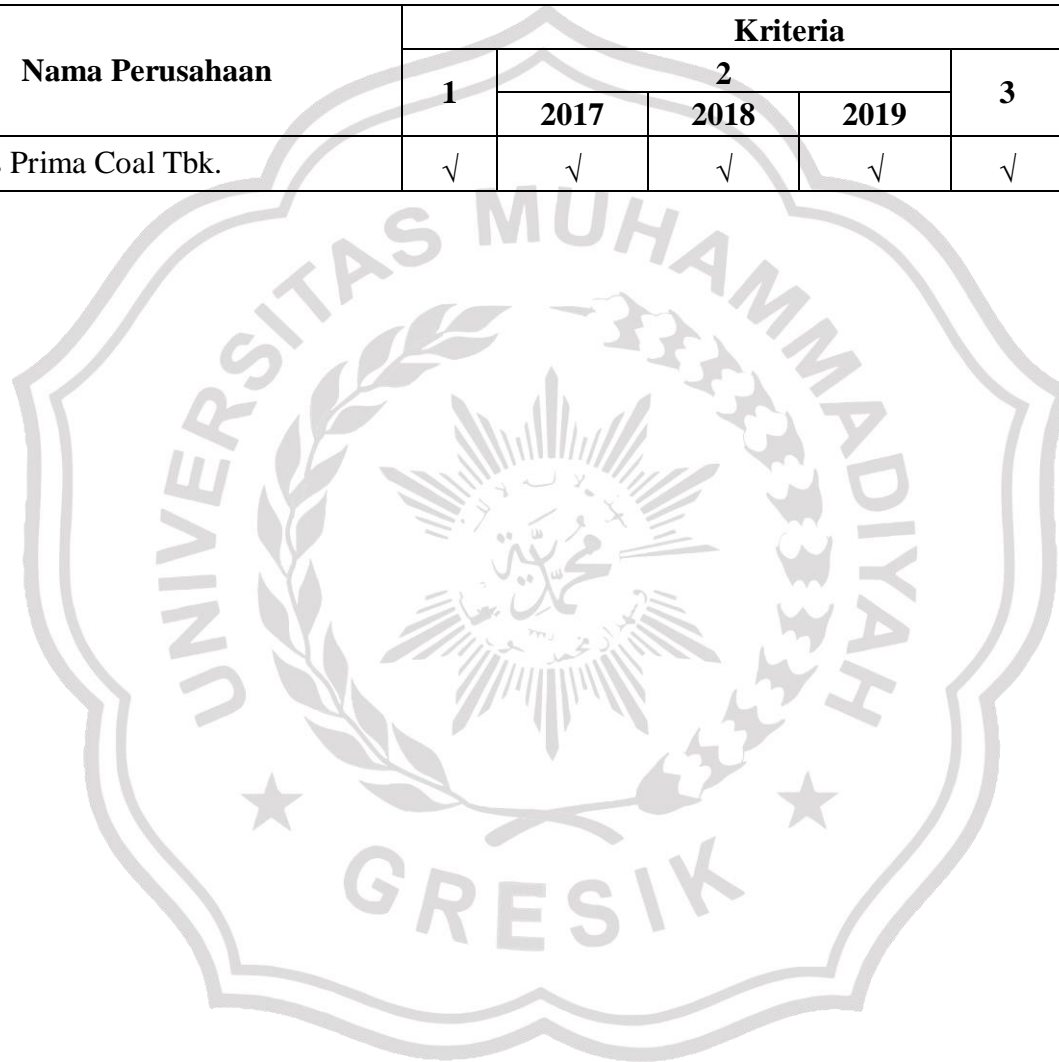 Kriteria
Nama Perusahaan
1
2
3
2017 2018 2019
Prima Coal Tbk.
√ √ √ √ √
UNIVERSITAS MUHAMMADIYAH
GRESIK